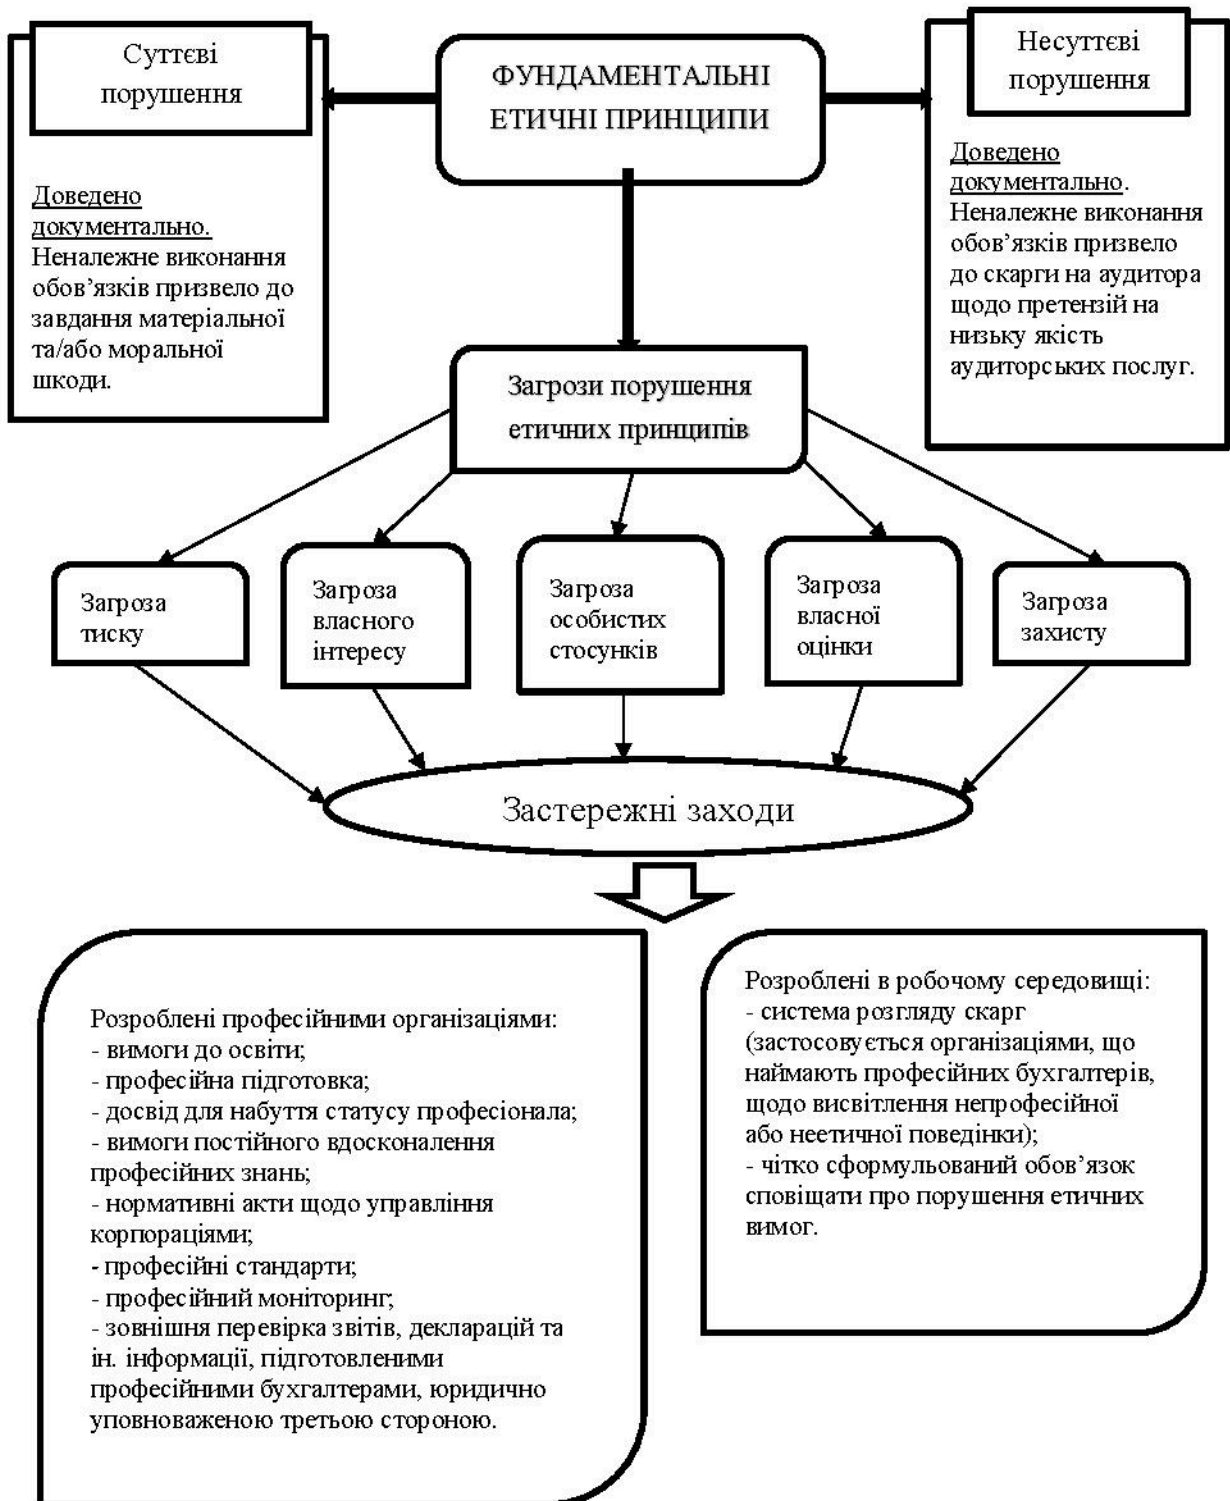 Суттєві
порушення
Доведено
документально.
Неналежне виконання
обов’язків призвело до
завдання матеріальної
та/або моральної
шкоди.
ФУНДАМЕНТАЛЬНІ
ЕТИЧНІ ПРИНЦИПИ
Несуттєві
порушення
Доведено
документально.
Неналежне виконання
обов’язків призвело
до скарги на аудитора
щодо претензій на
низьку якість
аудиторських послуг.
Загрози порушення
етичних принципів
Загроза
тиску
Загроза
власного
інтересу
Загроза
особистих
стосунків
Загроза
власної
оцінки
Загроза
захисту
Застережні заходи
Розроблені професійними організаціями:
- вимоги до освіти;
- професійна підготовка;
- досвід для набуття статусу професіонала;
- вимоги постійного вдосконалення
професійних знань;
- нормативні акти щодо управління
корпораціями;
- професійні стандарти;
- професійний моніторинг;
- зовнішня перевірка звітів, декларацій та
ін. інформації, підготовленими
професійними бухгалтерами, юридично
уповноваженою третьою стороною.
Розроблені в робочому середовищі:
- система розгляду скарг
(застосовується організаціями, що
наймають професійних бухгалтерів,
щодо висвітлення непрофесійної
або неетичної поведінки);
- чітко сформульований обов’язок
сповіщати про порушення етичних
вимог.